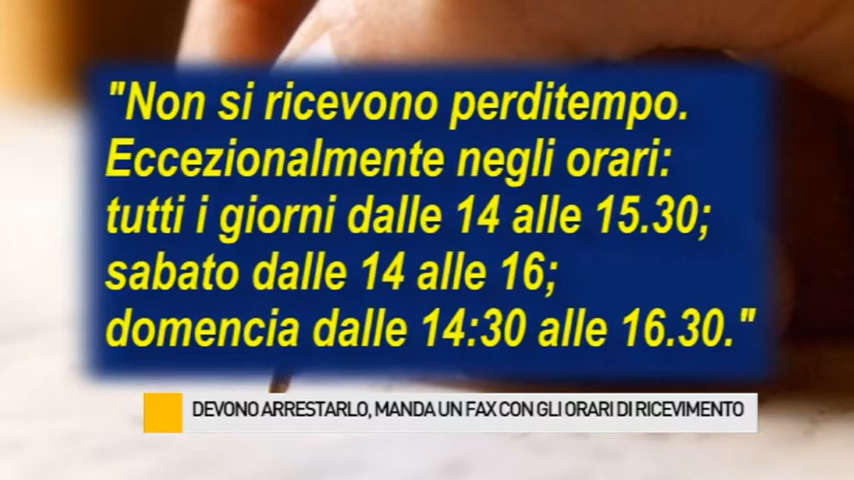 "Non si ricevono perditempo.
Eccezionalmente negli orari:
tutti i giorni dalle 14 alle 15.30;
sabato dalle 14 alle 16;
domencia dalle 14:30 alle 16.30."
DEVONO ARRESTARLO, MANDA UN FAX CON GLI ORARI DI RICEVIMENTO